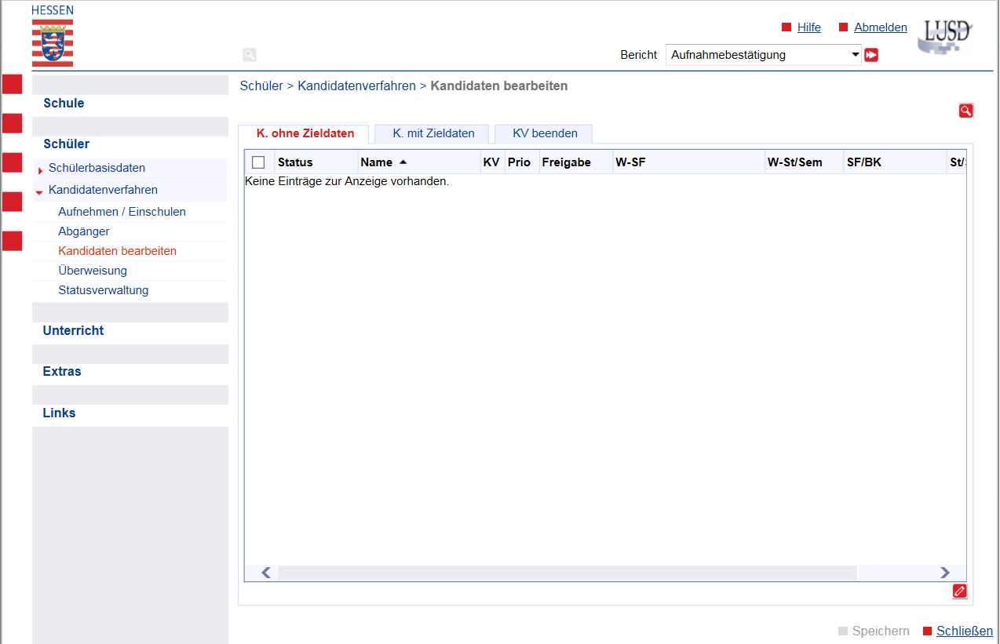 HESSEN
Hilfe Abmelden
LUSD
Bericht Aufnahmebestätigung
Schüler > Kandidatenverfahren > Kandidaten bearbeiten
Schule
Schüler
Schülerbasisdaten
Kandidatenverfahren
Aufnehmen / Einschulen
Abgänger
Kandidaten bearbeiten
Überweisung
Statusverwaltung
Unterricht
Extras
Links
K. ohne Zieldaten K. mit Zieldaten KV beenden
Status Name KV Prio Freigabe W-SF W-St/Sem SF/BK St/
Keine Einträge zur Anzeige vorhanden.
Speichern Schließen